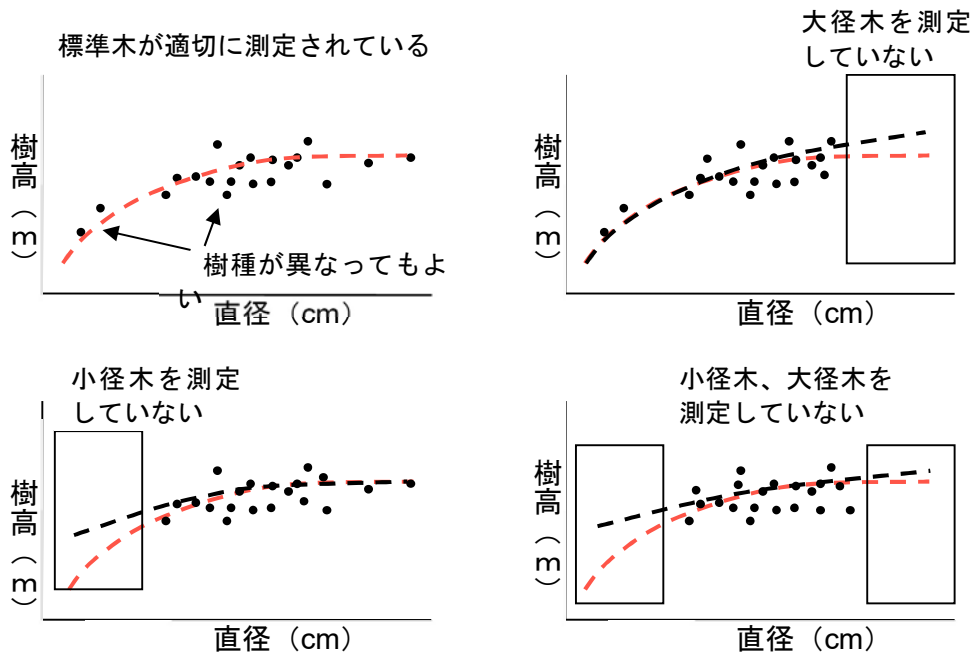 標準木が適切に測定されている
樹高（m）
樹種が異なってもよ
い
直径（cm）
大径木を測定
していない
樹高（m）
直径（cm）
小径木を測定
していない
樹高（m）
直径（cm）
小径木、大径木を
測定していない
樹高（m）
直径（cm）